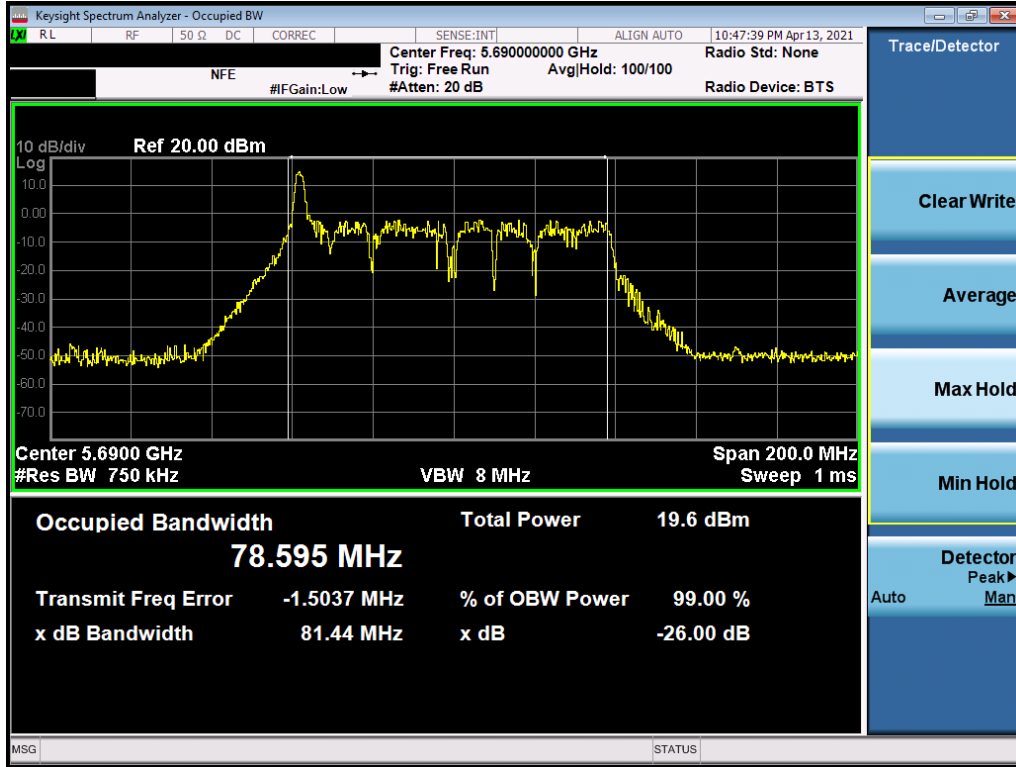 Keysight Spectrum Analyzer - Occupied BW
LXI RL RF 50 Ω DC CORREC SENSE:INT ALIGN AUTO 10:47:39 PM Apr 13, 2021
Center Freq: 5.690000000 GHz Radio Std: None
NFE Trig: Free Run Avg|Hold: 100/100
#IFGain:Low #Atten: 20 dB Radio Device: BTS
10 dB/div Ref 20.00 dBm
Log
10.0
0.00
-10.0
-20.0
-30.0
-40.0
-50.0
-60.0
-70.0
Center 5.6900 GHz Span 200.0 MHz
#Res BW 750 kHz VBW 8 MHz Sweep 1 ms
Occupied Bandwidth Total Power 19.6 dBm
78.595 MHz
Transmit Freq Error -1.5037 MHz % of OBW Power 99.00 %
x dB Bandwidth 81.44 MHz x dB -26.00 dB
MSG STATUS
Trace/Detector
Clear Write
Average
Max Hold
Min Hold
Detector
Peak▶
Auto Man